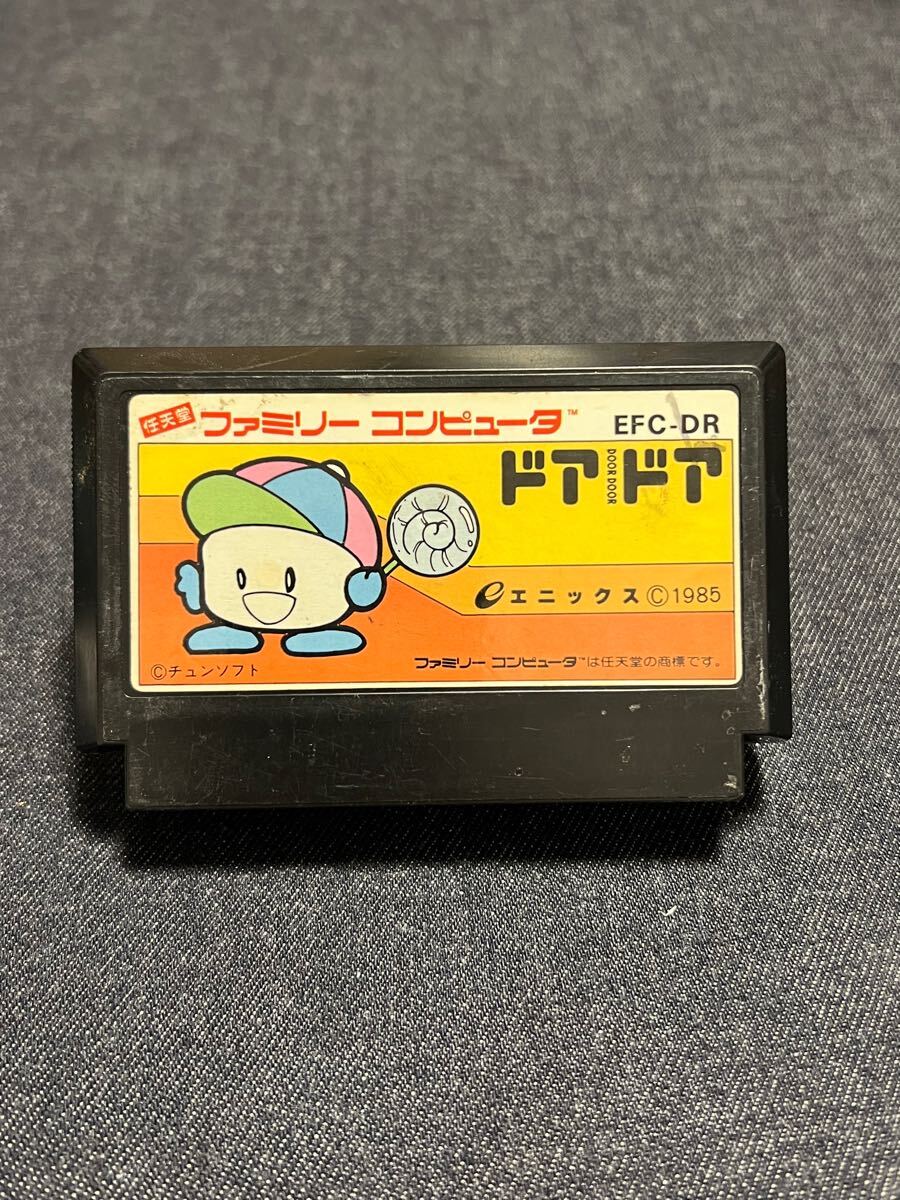 任天堂 ファミリー コンピュータ™ EFC-DR
ドア DOOR DOOR ドア
e エニックス ©1985
©チュンソフト
ファミリー コンピュータ™は任天堂の商標です。